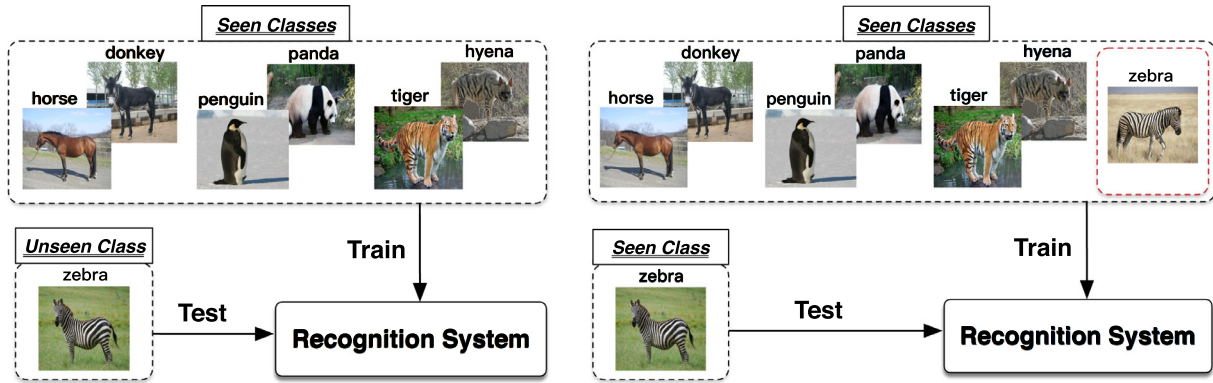 Seen Classes
donkey
panda
hyena
horse
penguin
tiger
Unseen Class
zebra
Train
Test
Recognition System
Seen Classes
donkey
panda
hyena
zebra
horse
penguin
tiger
Seen Class
zebra
Train
Test
Recognition System